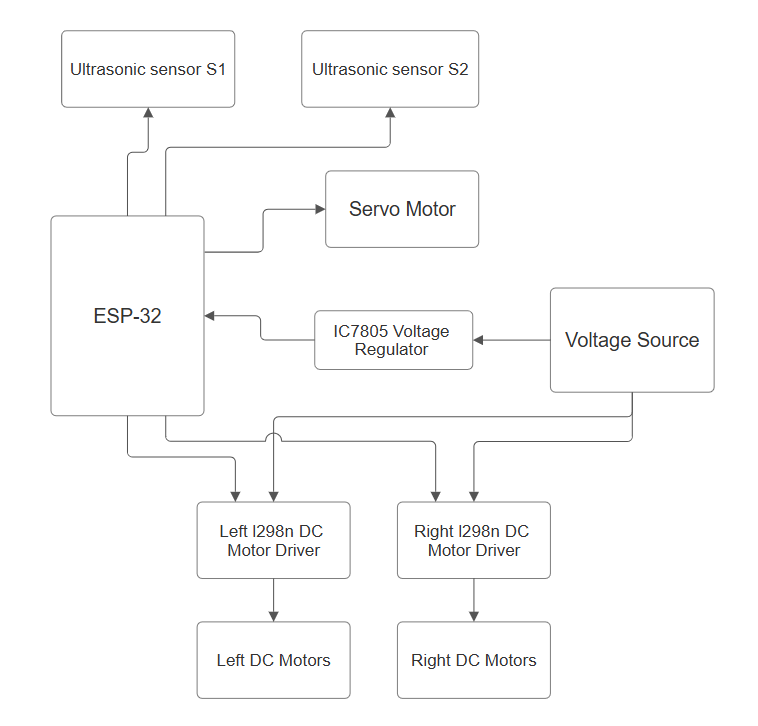 Ultrasonic sensor S1
Ultrasonic sensor S2
Servo Motor
ESP-32
IC7805 Voltage
Regulator
Voltage Source
Left l298n DC
Motor Driver
Right l298n DC
Motor Driver
Left DC Motors
Right DC Motors